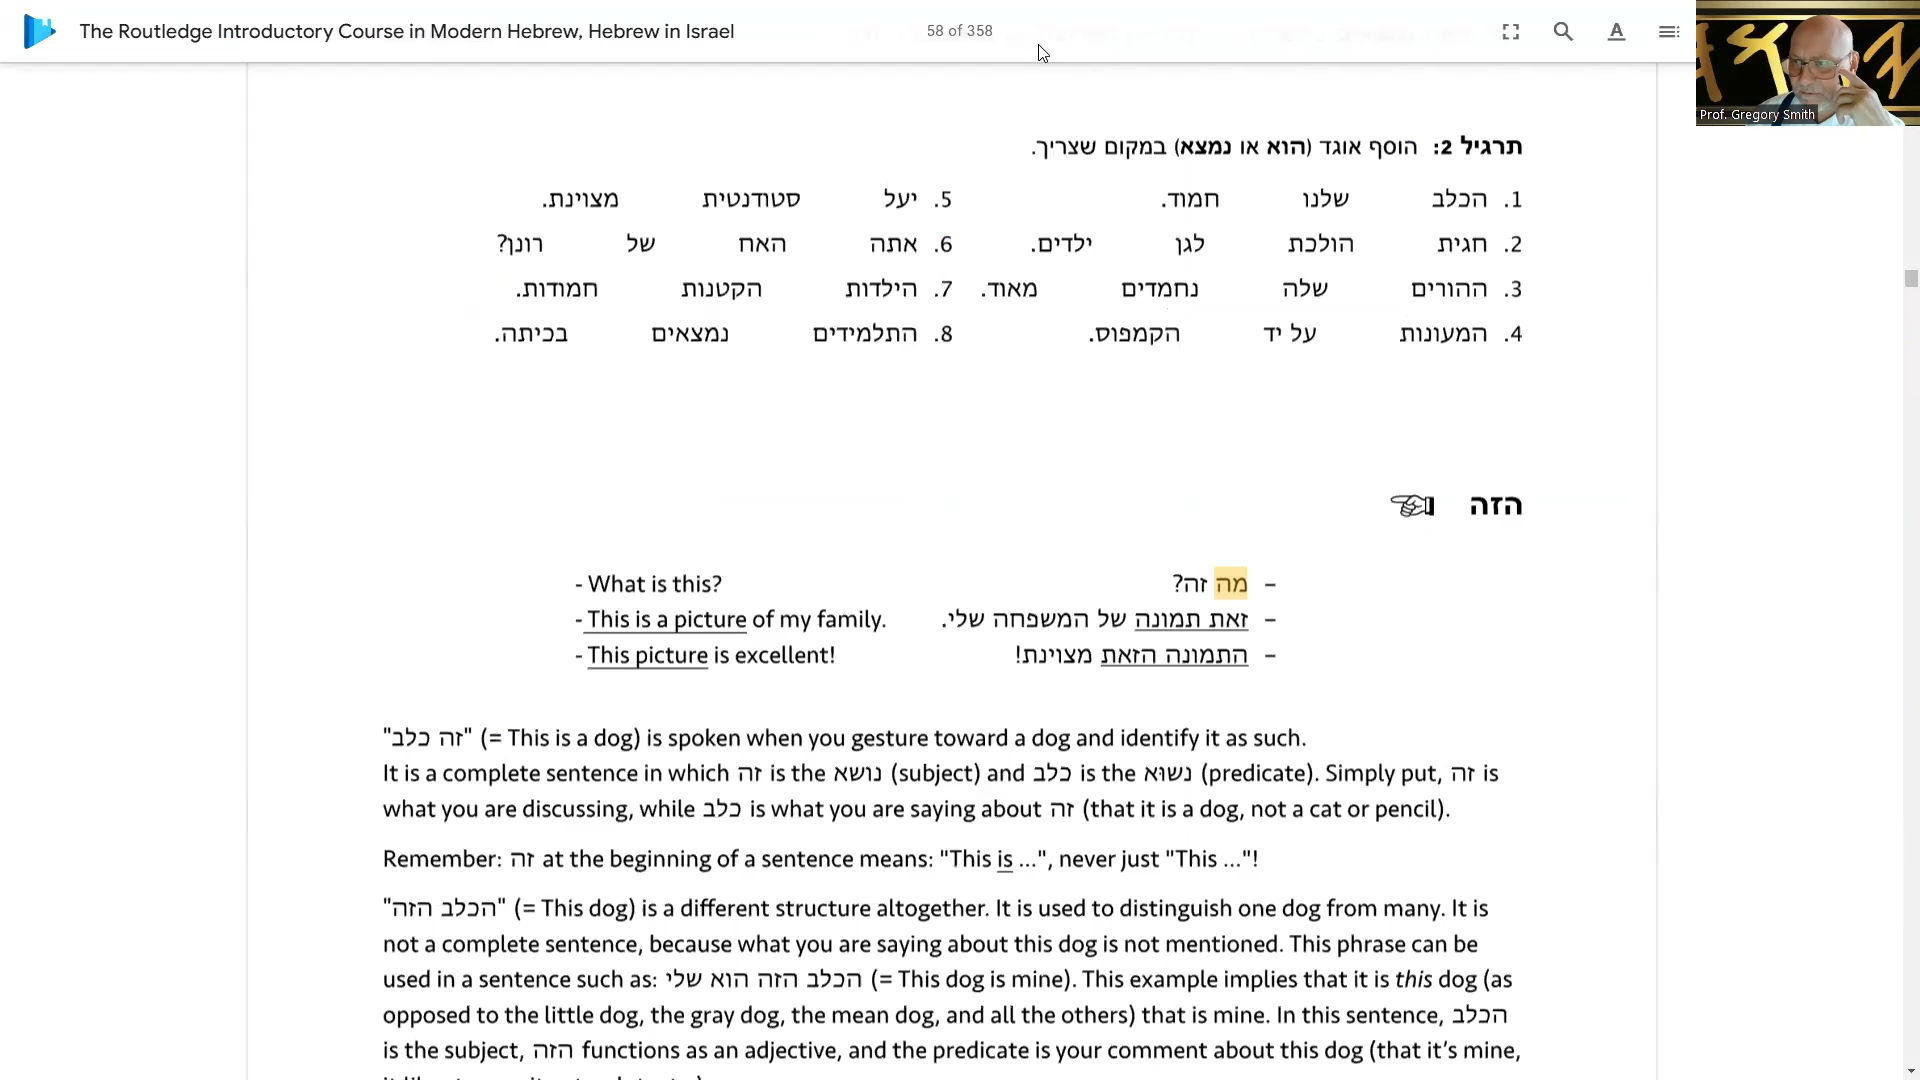 The Routledge Introductory Course in Modern Hebrew, Hebrew in Israel
58 of 358
Prof. Gregory Smith
תרגיל 2: הוסף אוגד (הוא או נמצא) במקום שצריך.
1. הכלב שלנו חמוד. 5. יעל סטודנטית מצוינת.
2. חגית הולכת לגן ילדים. 6. אתה האח של רונן?
3. ההורים שלה נחמדים מאוד. 7. הילדות הקטנות חמודות.
4. המעונות על יד הקמפוס. 8. התלמידים נמצאים בכיתה.
הזה
- What is this? – מה זה?
- This is a picture of my family. – זאת תמונה של המשפחה שלי.
- This picture is excellent! – התמונה הזאת מצוינת!
"זה כלב" (= This is a dog) is spoken when you gesture toward a dog and identify it as such.
It is a complete sentence in which זה is the נושא (subject) and כלב is the נשוּא (predicate). Simply put, זה is
what you are discussing, while כלב is what you are saying about זה (that it is a dog, not a cat or pencil).
Remember: זה at the beginning of a sentence means: "This is ...", never just "This ..."!
"הכלב הזה" (= This dog) is a different structure altogether. It is used to distinguish one dog from many. It is
not a complete sentence, because what you are saying about this dog is not mentioned. This phrase can be
used in a sentence such as: הכלב הזה הוא שלי (= This dog is mine). This example implies that it is this dog (as
opposed to the little dog, the gray dog, the mean dog, and all the others) that is mine. In this sentence, הכלב
is the subject, הזה functions as an adjective, and the predicate is your comment about this dog (that it's mine,